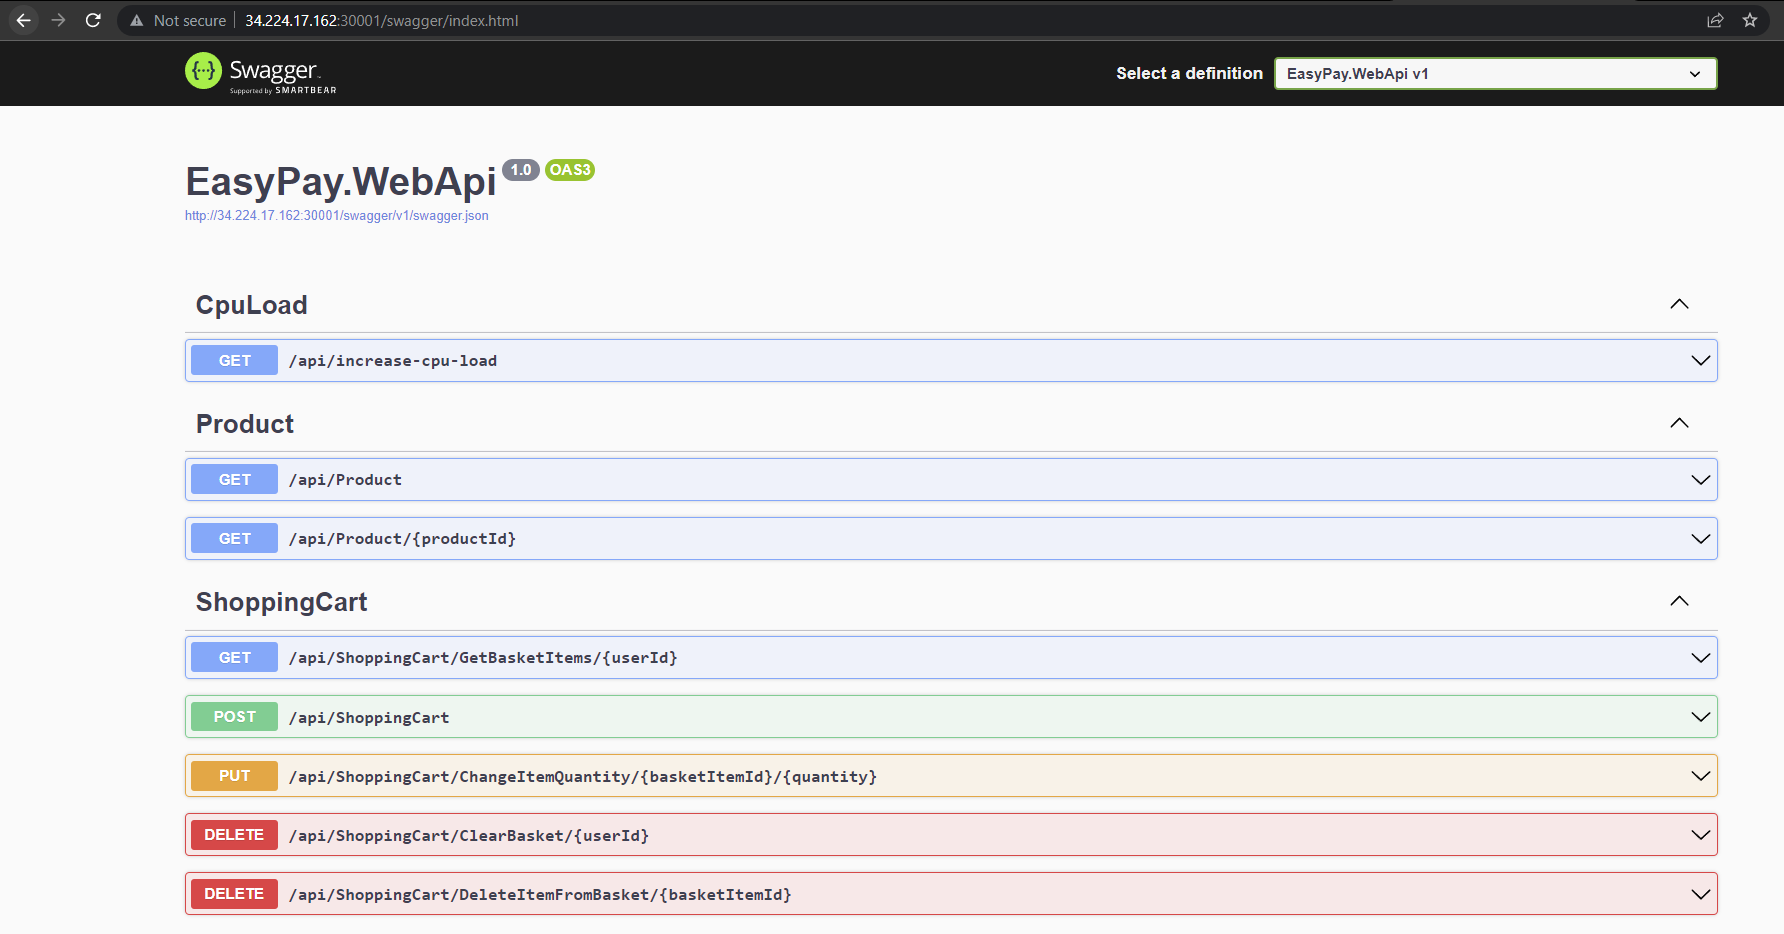 Not secure 34.224.17.162:30001/swagger/index.html
{...} Swagger
Supported by SMARTBEAR
Select a definition
EasyPay.WebApi v1
EasyPay.WebApi 1.0 OAS3
http://34.224.17.162:30001/swagger/v1/swagger.json
CpuLoad
GET /api/increase-cpu-load
Product
GET /api/Product
GET /api/Product/{productId}
ShoppingCart
GET /api/ShoppingCart/GetBasketItems/{userId}
POST /api/ShoppingCart
PUT /api/ShoppingCart/ChangeItemQuantity/{basketItemId}/{quantity}
DELETE /api/ShoppingCart/ClearBasket/{userId}
DELETE /api/ShoppingCart/DeleteItemFromBasket/{basketItemId}